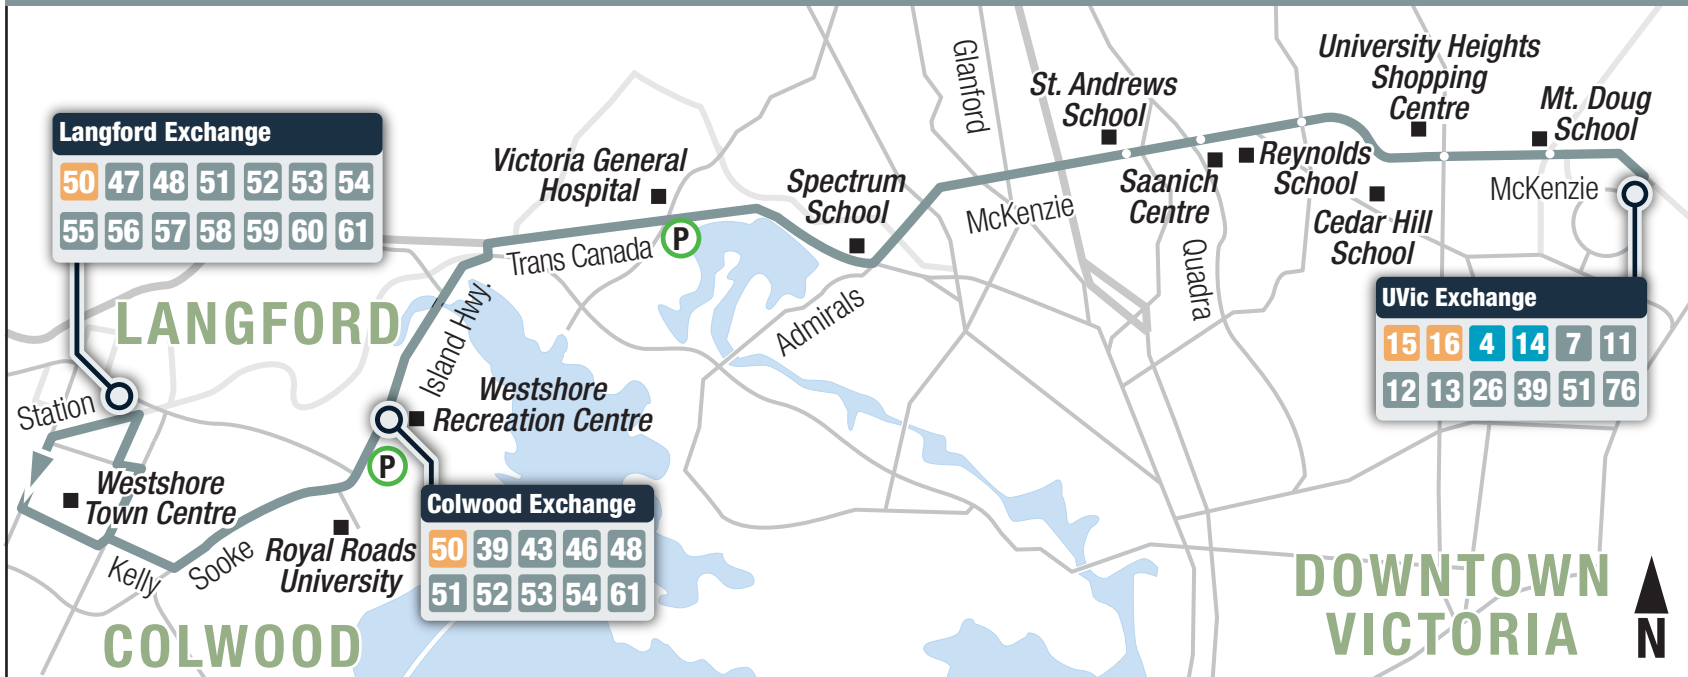 Langford Exchange
50 47 48 51 52 53 54
55 56 57 58 59 60 61
LANGFORD
Station
Westshore
Town Centre
Kelly
Sooke
COLWOOD
Royal Roads
University
Victoria General
Hospital
P
Trans Canada
Island Hwy.
Westshore
Recreation Centre
P
Colwood Exchange
50 39 43 46 48
51 52 53 54 61
Spectrum
School
Admirals
Glanford
McKenzie
St. Andrews
School
Saanich
Centre
Quadra
Reynolds
School
Cedar Hill
School
University Heights
Shopping
Centre
Mt. Doug
School
McKenzie
UVic Exchange
15 16 4 14 7 11
12 13 26 39 51 76
DOWNTOWN
VICTORIA
N